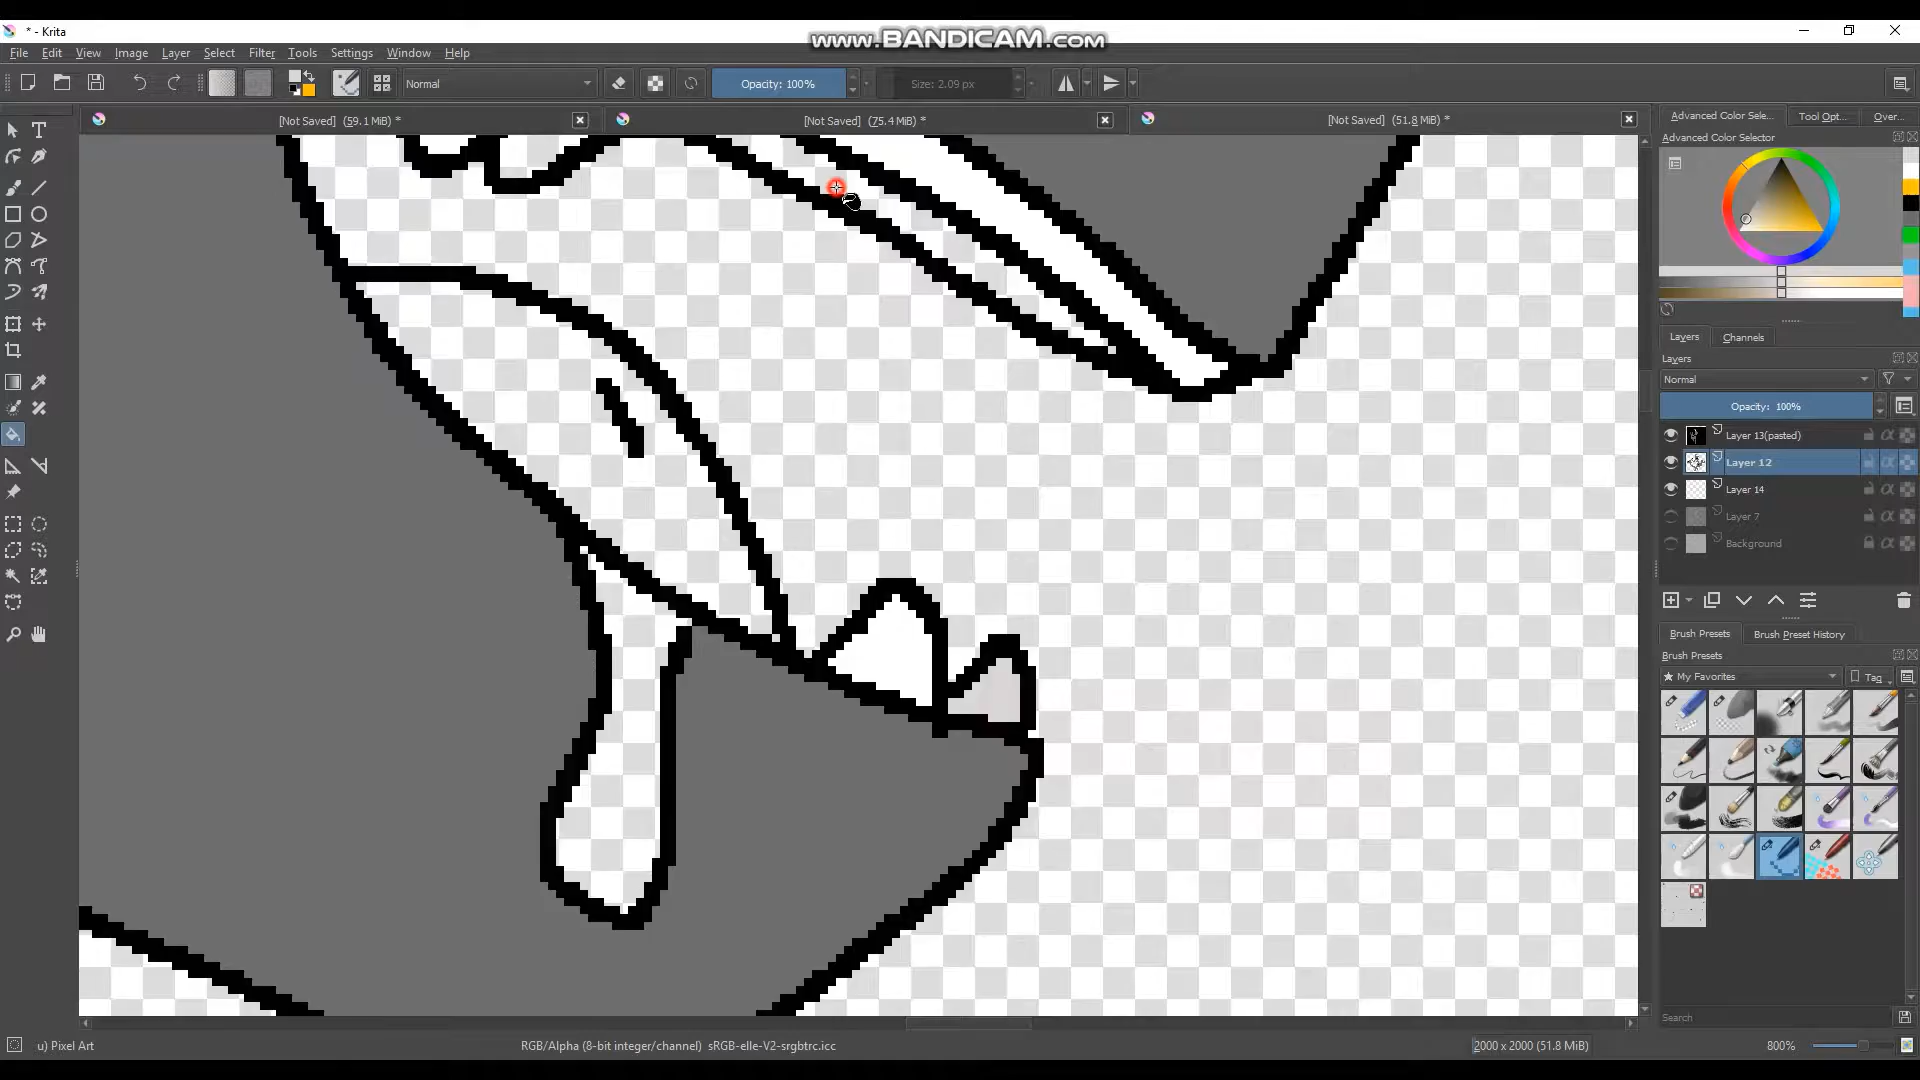 * - Krita
www.BANDICAM.com
File Edit View Image Layer Select Filter Tools Settings Window Help
Normal
Opacity: 100%
Size: 2.09 px
[Not Saved] (59.1 MiB) *
[Not Saved] (75.4 MiB) *
[Not Saved] (51.8 MiB) *
Advanced Color Sele...
Tool Opt...
Over...
Advanced Color Selector
Layers
Channels
Layers
Normal
Opacity: 100%
Layer 13(pasted)
Layer 12
Layer 14
Layer 7
Background
Brush Presets
Brush Preset History
Brush Presets
★ My Favorites
Tag
Search
u) Pixel Art
RGB/Alpha (8-bit integer/channel) sRGB-elle-V2-srgbtrc.icc
2000 x 2000 (51.8 MiB)
800%